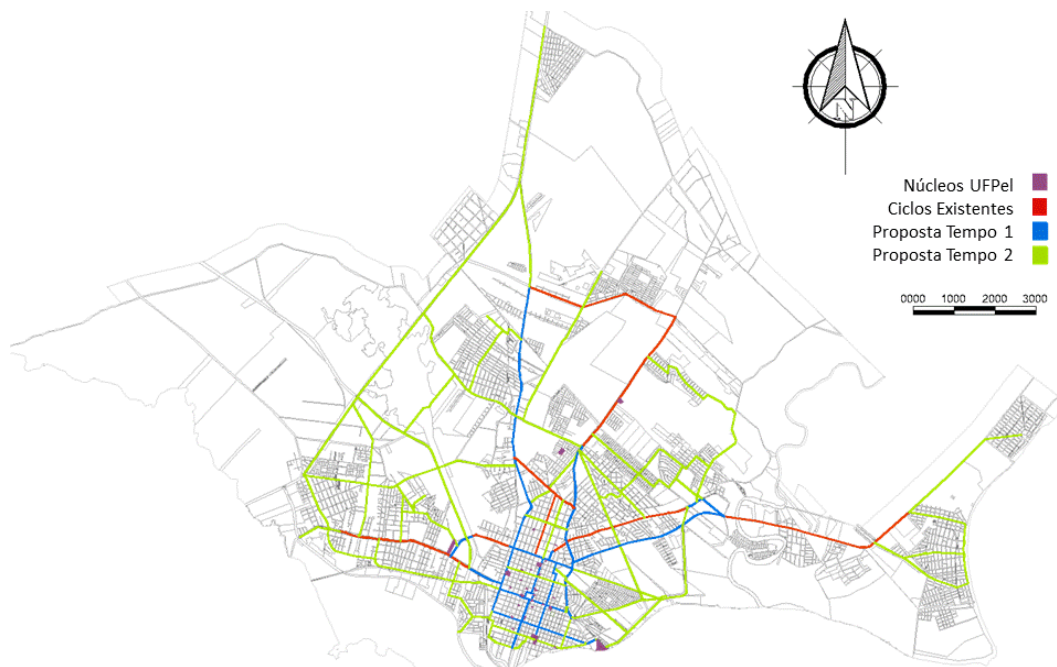 N
Núcleos UFPel
Ciclos Existentes
Proposta Tempo 1
Proposta Tempo 2
0000 1000 2000 3000